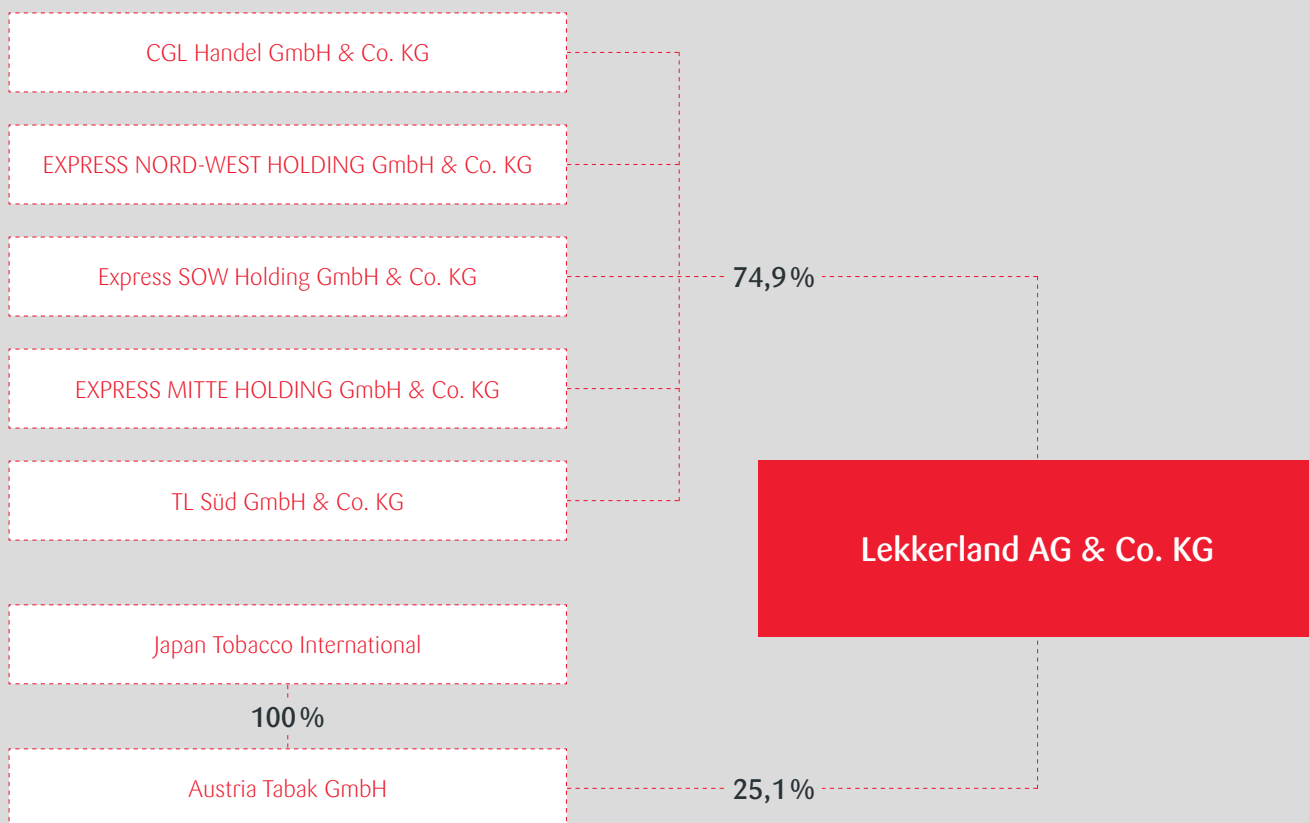 CGL Handel GmbH & Co. KG
EXPRESS NORD-WEST HOLDING GmbH & Co. KG
Express SOW Holding GmbH & Co. KG
74,9 %
EXPRESS MITTE HOLDING GmbH & Co. KG
TL Süd GmbH & Co. KG
Lekkerland AG & Co. KG
Japan Tobacco International
100 %
Austria Tabak GmbH
25,1 %